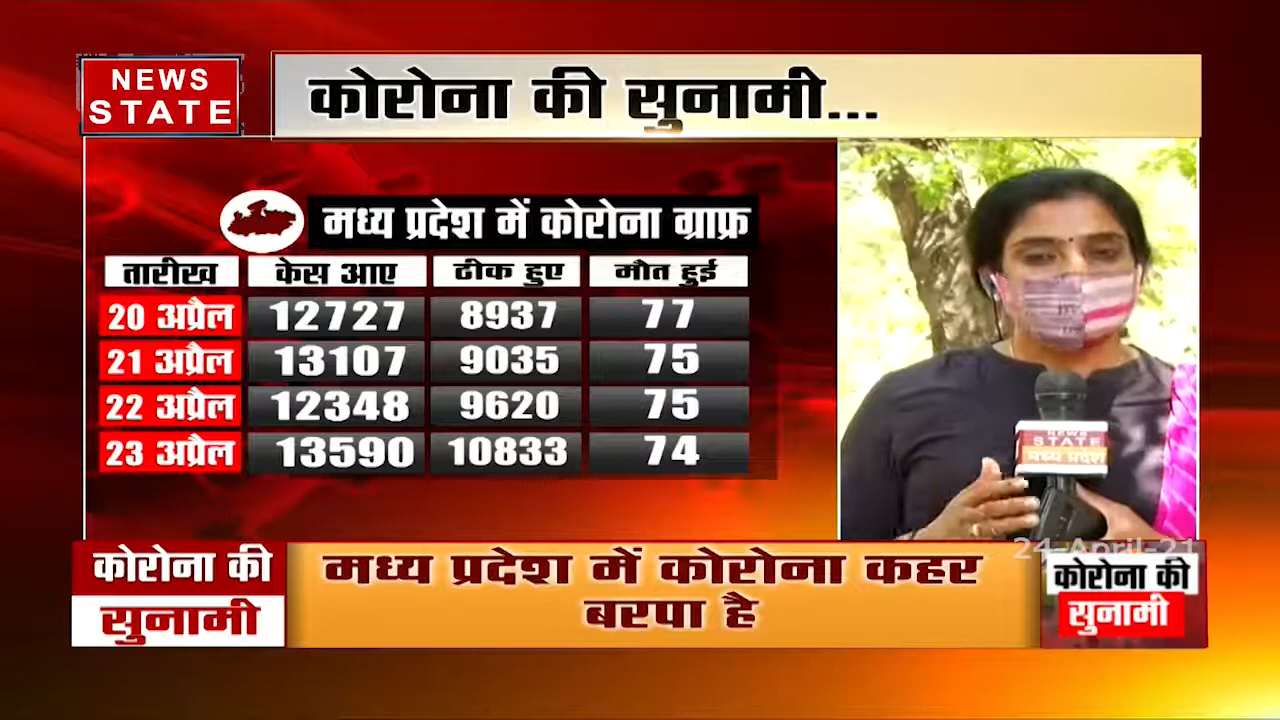 NEWS
STATE
कोरोना की सुनामी...
मध्य प्रदेश में कोरोना ग्राफ्र
तारीख केस आए ठीक हुए मौत हुई
20 अप्रैल 12727 8937 77
21 अप्रैल 13107 9035 75
22 अप्रैल 12348 9620 75
23 अप्रैल 13590 10833 74
NEWS
STATE
मध्य प्रदेश
24-April-21
कोरोना की
सुनामी
मध्य प्रदेश में कोरोना कहर
बरपा है
कोरोना की
सुनामी